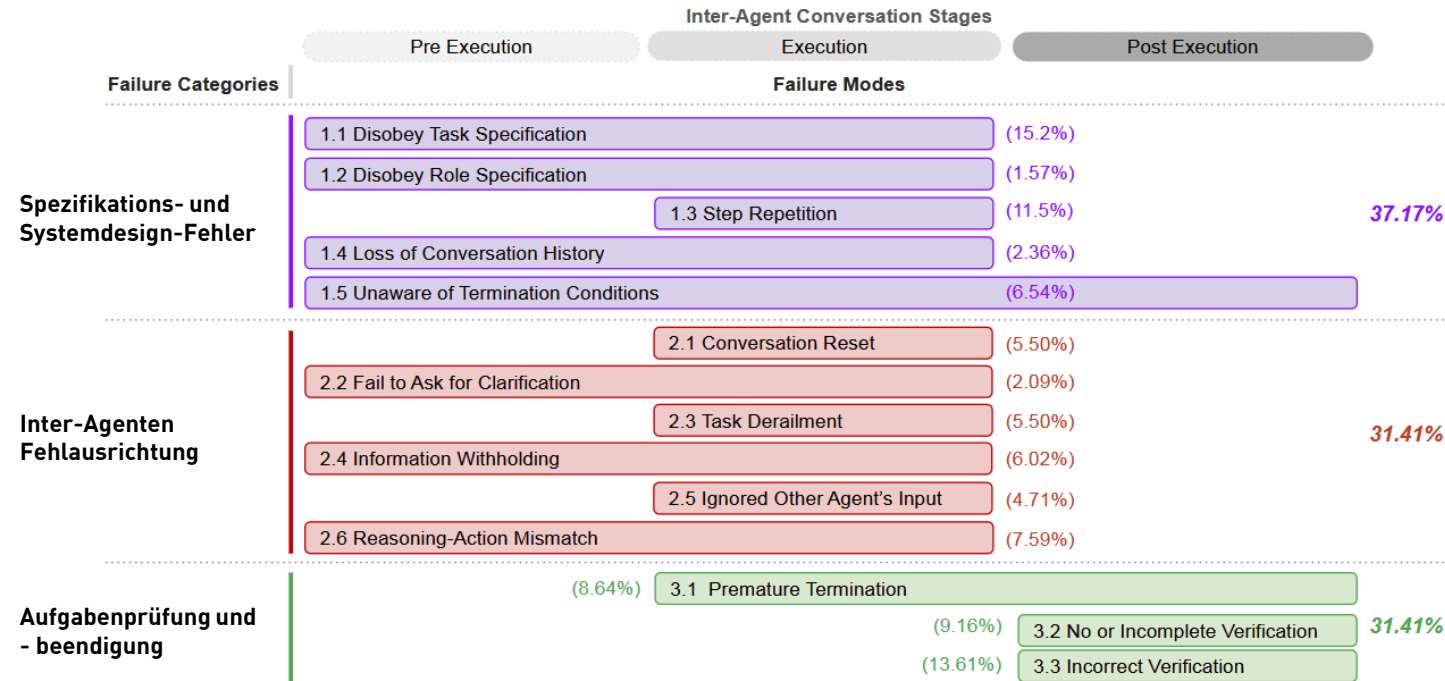 Inter-Agent Conversation Stages
Pre Execution
Execution
Post Execution
Failure Categories
Failure Modes
Spezifikations- und
Systemdesign-Fehler
1.1 Disobey Task Specification
(15.2%)
1.2 Disobey Role Specification
(1.57%)
1.3 Step Repetition
(11.5%)
1.4 Loss of Conversation History
(2.36%)
1.5 Unaware of Termination Conditions
(6.54%)
37.17%
Inter-Agenten
Fehlausrichtung
2.1 Conversation Reset
(5.50%)
2.2 Fail to Ask for Clarification
(2.09%)
2.3 Task Derailment
(5.50%)
2.4 Information Withholding
(6.02%)
2.5 Ignored Other Agent's Input
(4.71%)
2.6 Reasoning-Action Mismatch
(7.59%)
31.41%
Aufgabenprüfung und
- beendigung
(8.64%)
3.1 Premature Termination
(9.16%)
3.2 No or Incomplete Verification
(13.61%)
3.3 Incorrect Verification
31.41%